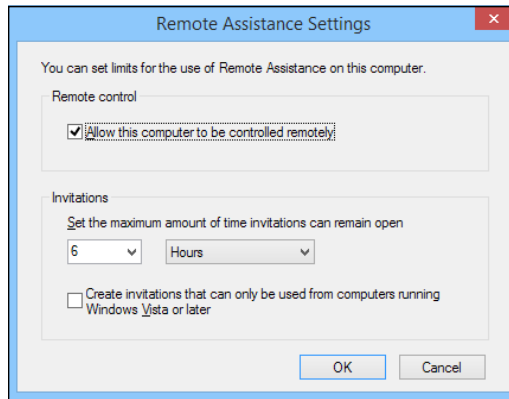 Remote Assistance Settings
You can set limits for the use of Remote Assistance on this computer.
Remote control
Allow this computer to be controlled remotely
Invitations
Set the maximum amount of time invitations can remain open
6 Hours
Create invitations that can only be used from computers running
Windows Vista or later
OK Cancel